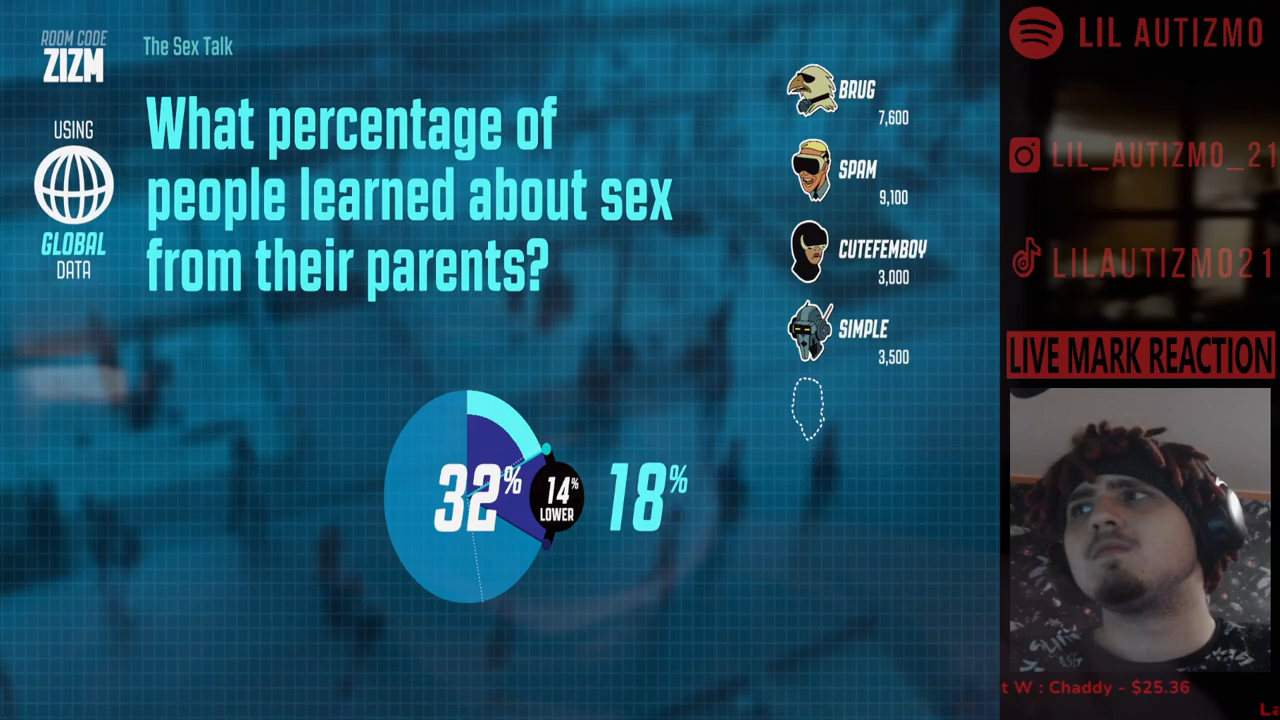 ROOM CODE
ZIZM
The Sex Talk
USING
GLOBAL
DATA
What percentage of
people learned about sex
from their parents?
32%
14%
LOWER
18%
BRUG
7,600
SPAM
9,100
CUTEFEMBOY
3,000
SIMPLE
3,500
LIL AUTIZMO
LIL_AUTIZMO_21
LILAUTIZMO21
LIVE MARK REACTION
t W : Chaddy - $25.36
La